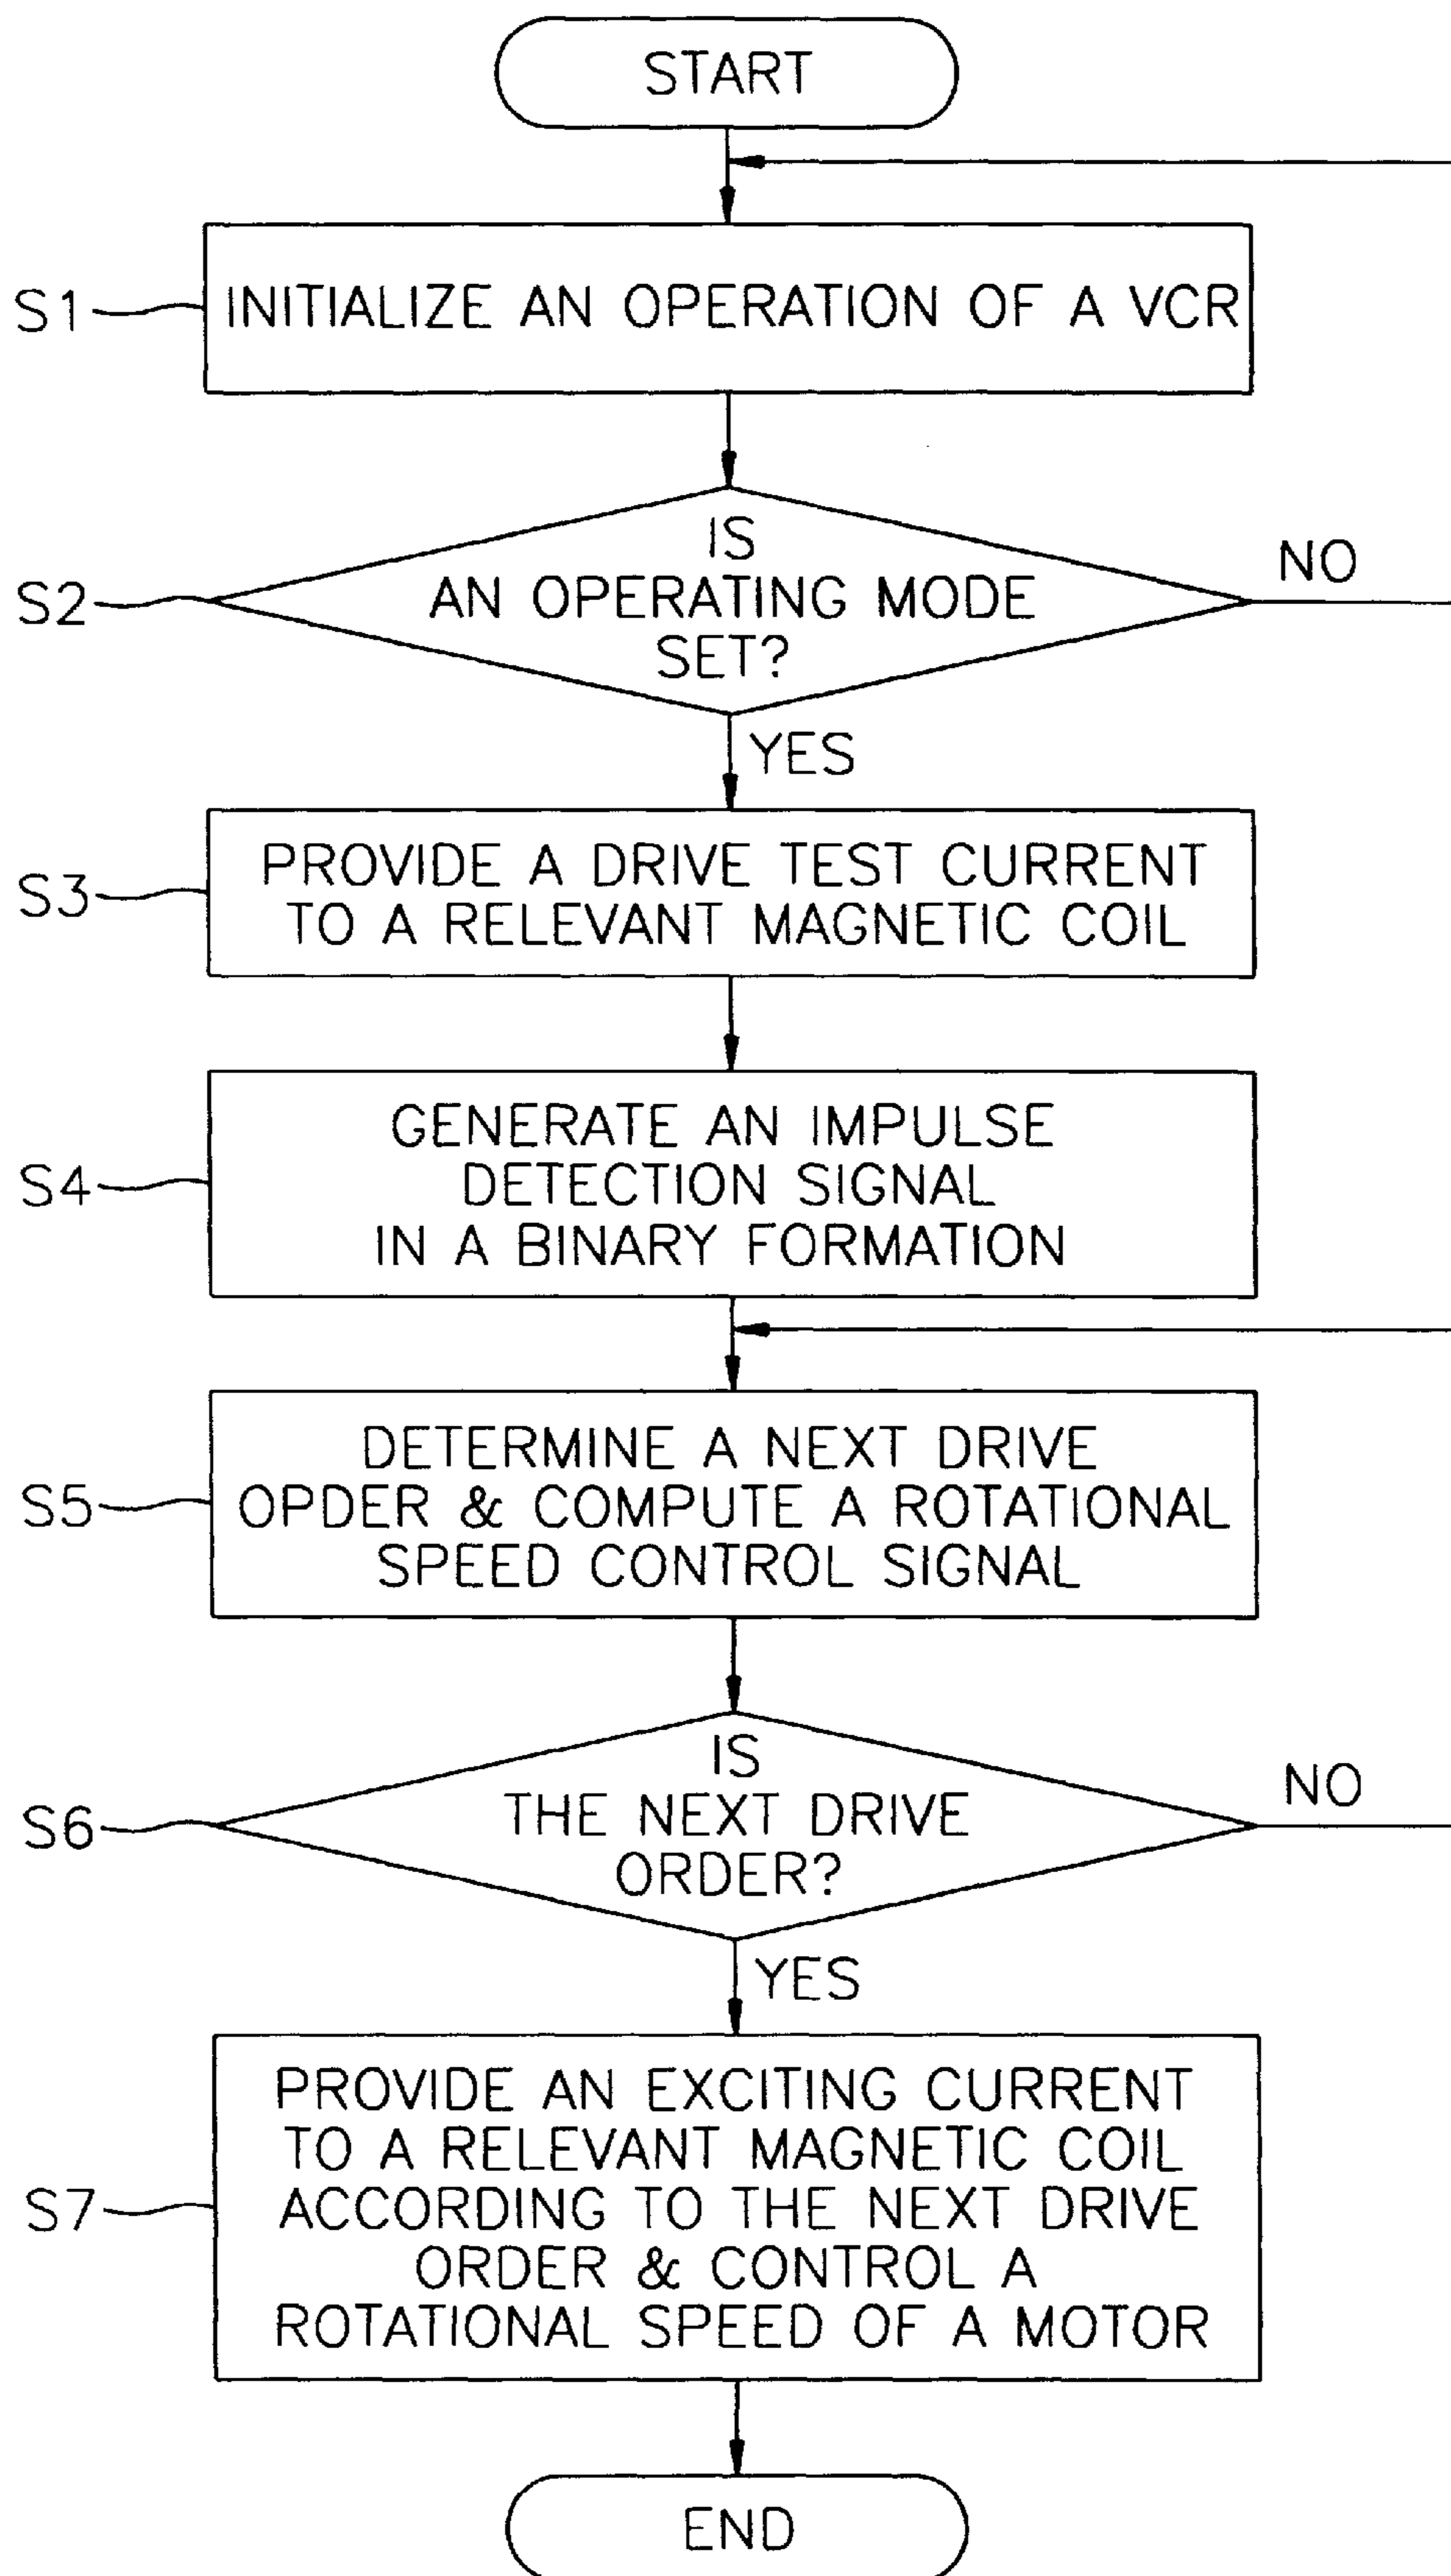 START
S1
INITIALIZE AN OPERATION OF A VCR
S2
IS
AN OPERATING MODE
SET?
NO
YES
S3
PROVIDE A DRIVE TEST CURRENT
TO A RELEVANT MAGNETIC COIL
S4
GENERATE AN IMPULSE
DETECTION SIGNAL
IN A BINARY FORMATION
S5
DETERMINE A NEXT DRIVE
OPDER & COMPUTE A ROTATIONAL
SPEED CONTROL SIGNAL
S6
IS
THE NEXT DRIVE
ORDER?
NO
YES
S7
PROVIDE AN EXCITING CURRENT
TO A RELEVANT MAGNETIC COIL
ACCORDING TO THE NEXT DRIVE
ORDER & CONTROL A
ROTATIONAL SPEED OF A MOTOR
END